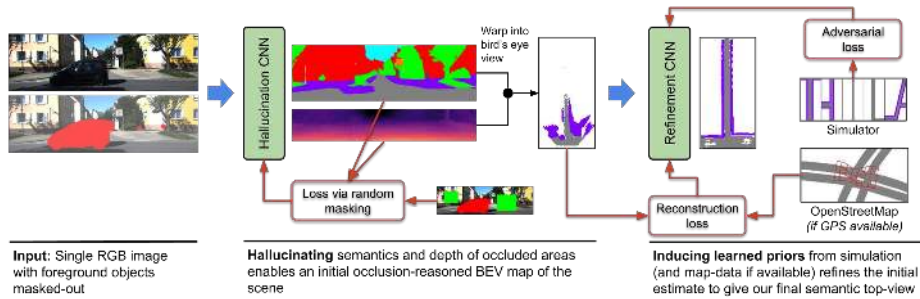 Hallucination CNN
Warp into
bird's eye
view
Loss via random
masking
Refinement CNN
Adversarial
loss
Simulator
Reconstruction
loss
OpenStreetMap
(if GPS available)
Input: Single RGB image
with foreground objects
masked-out
Hallucinating semantics and depth of occluded areas
enables an initial occlusion-reasoned BEV map of the
scene
Inducing learned priors from simulation
(and map-data if available) refines the initial
estimate to give our final semantic top-view